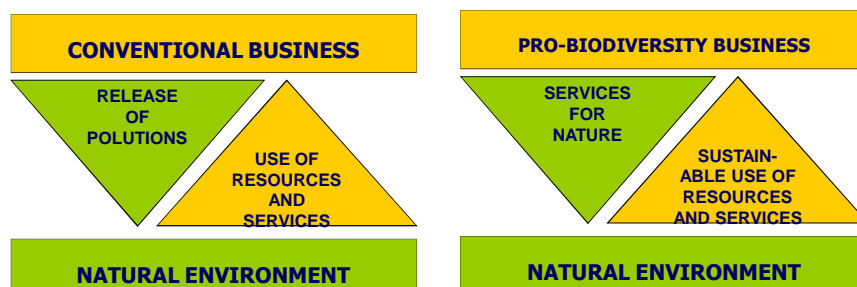 CONVENTIONAL BUSINESS
RELEASE
OF
POLUTIONS
USE OF
RESOURCES
AND
SERVICES
NATURAL ENVIRONMENT
PRO-BIODIVERSITY BUSINESS
SERVICES
FOR
NATURE
SUSTAIN-
ABLE USE OF
RESOURCES
AND SERVICES
NATURAL ENVIRONMENT